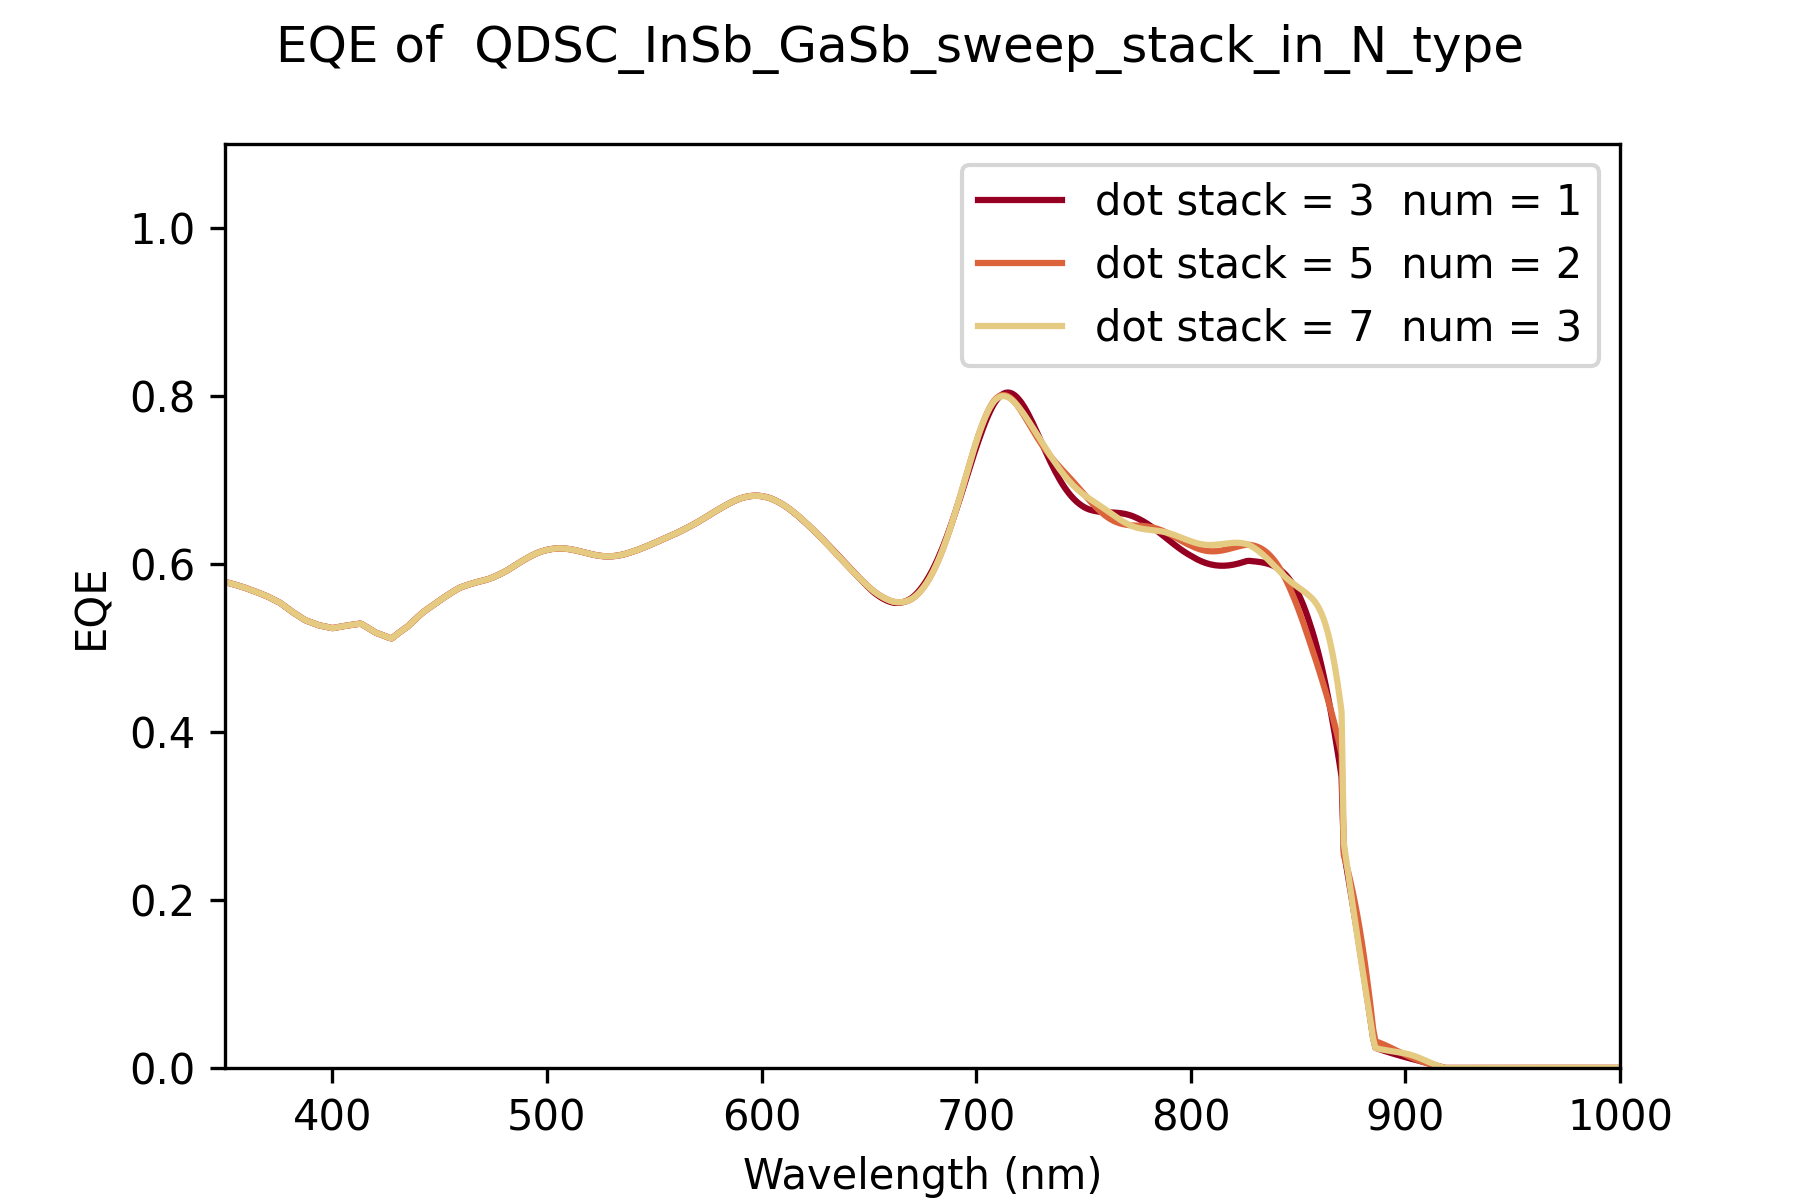 EQE of  QDSC_InSb_GaSb_sweep_stack_in_N_type
dot stack = 3  num = 1
dot stack = 5  num = 2
dot stack = 7  num = 3
1.0
0.8
0.6
0.4
0.2
0.0
EQE
400 500 600 700 800 900 1000
Wavelength (nm)